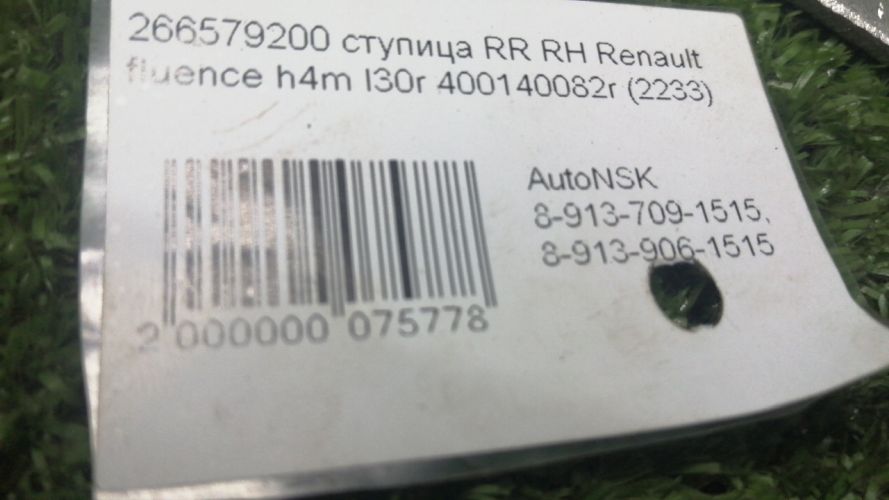 266579200 ступица RR RH Renault
fluence h4m l30r 400140082r (2233)
AutoNSK
8-913-709-1515,
8-913-906-1515
2 000000 075778